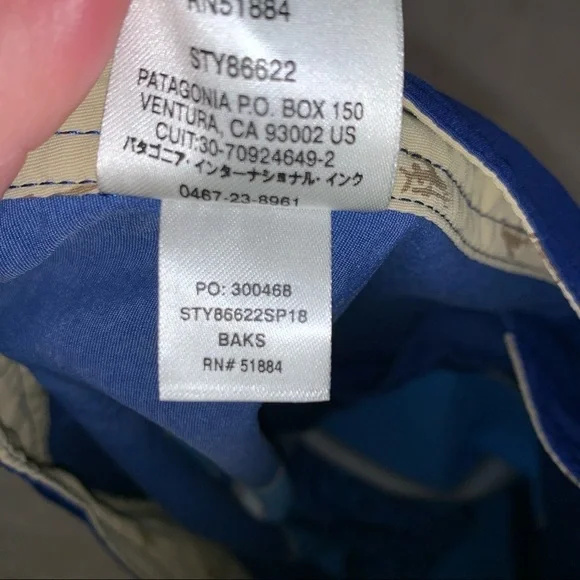 RN51884
STY86622
PATAGONIA P.O. BOX 150
VENTURA, CA 93002 US
CUIT:30-70924649-2
パタゴニア・インターナショナル・インク
0467-23-8961
PO: 300468
STY86622SP18
BAKS
RN# 51884